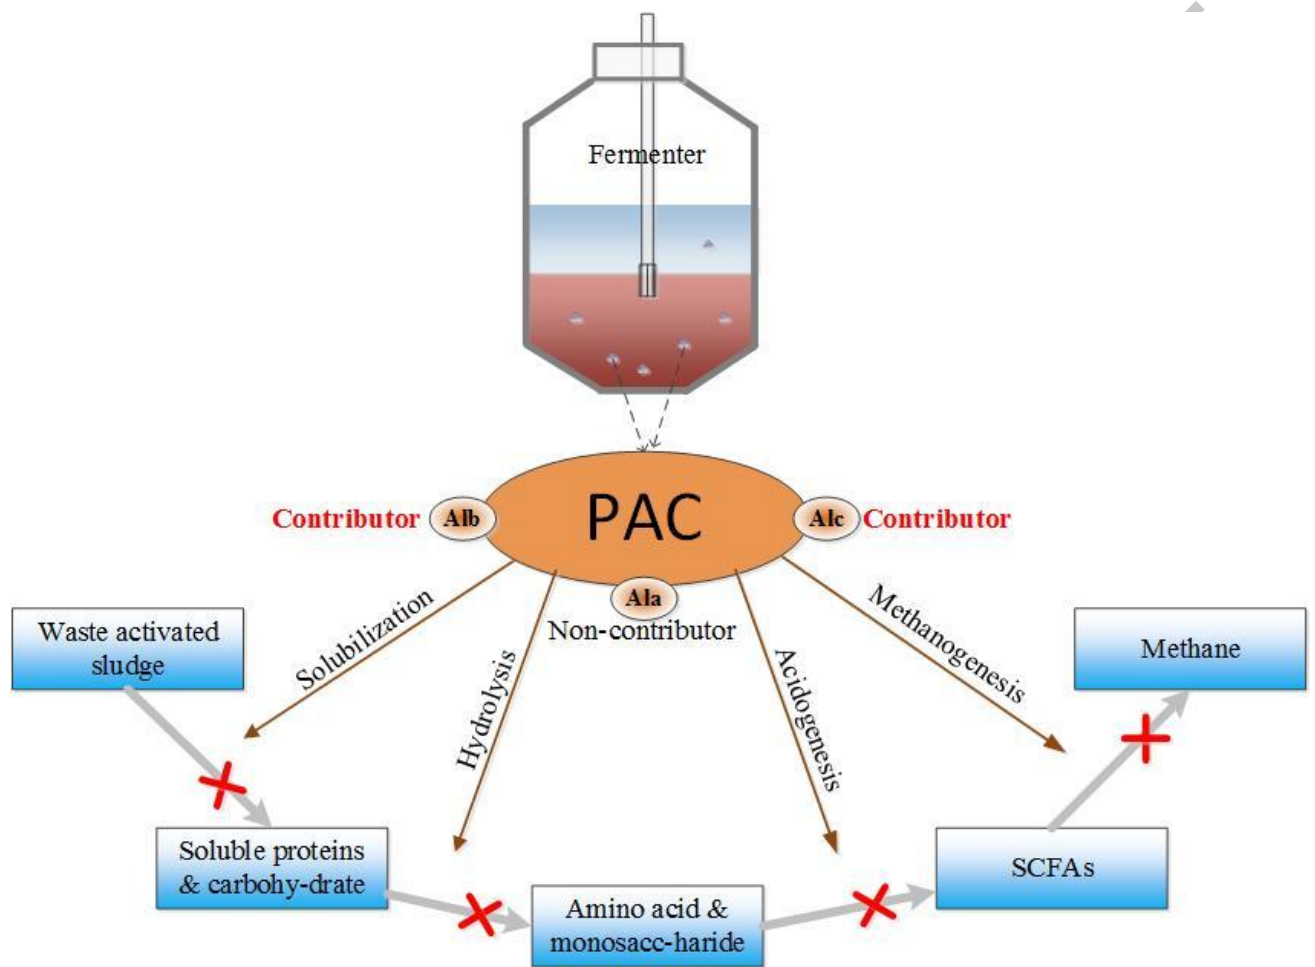 Fermenter
PAC
Contributor
Alb
Alc
Contributor
Ala
Non-contributor
Solubilization
Hydrolysis
Acidogenesis
Methanogenesis
Waste activated
sludge
Methane
Soluble proteins
& carbohy-drate
Amino acid &
monosacc-haride
SCFAs